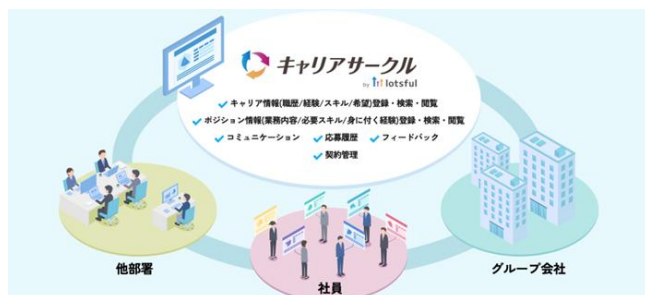 キャリアサークル
by lotsful
キャリア情報(職歴/経験/スキル/希望)登録・検索・閲覧
ポジション情報(業務内容/必要スキル/身に付く経験)登録・検索・閲覧
コミュニケーション 応募履歴 フィードバック
契約管理
他部署
社員
グループ会社